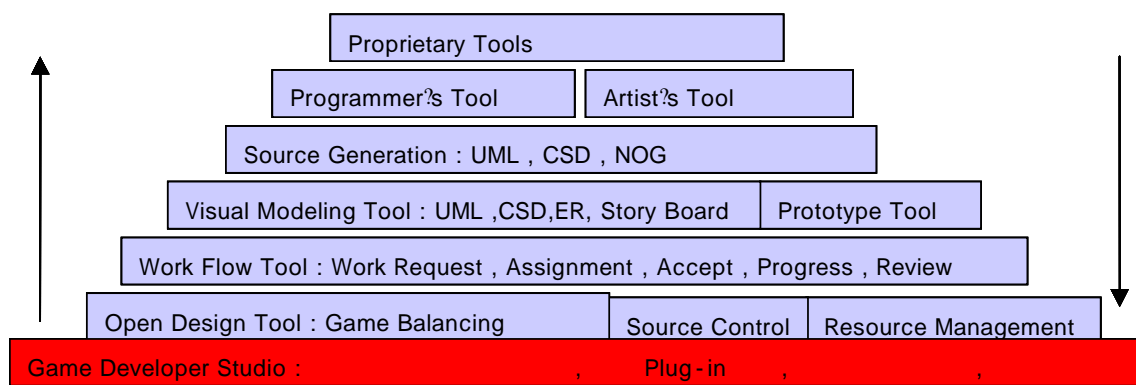 Proprietary Tools
Programmer?s Tool Artist?s Tool
Source Generation : UML , CSD , NOG
Visual Modeling Tool : UML ,CSD,ER, Story Board Prototype Tool
Work Flow Tool : Work Request , Assignment , Accept , Progress , Review
Open Design Tool : Game Balancing Source Control Resource Management
Game Developer Studio : , Plug-in , ,